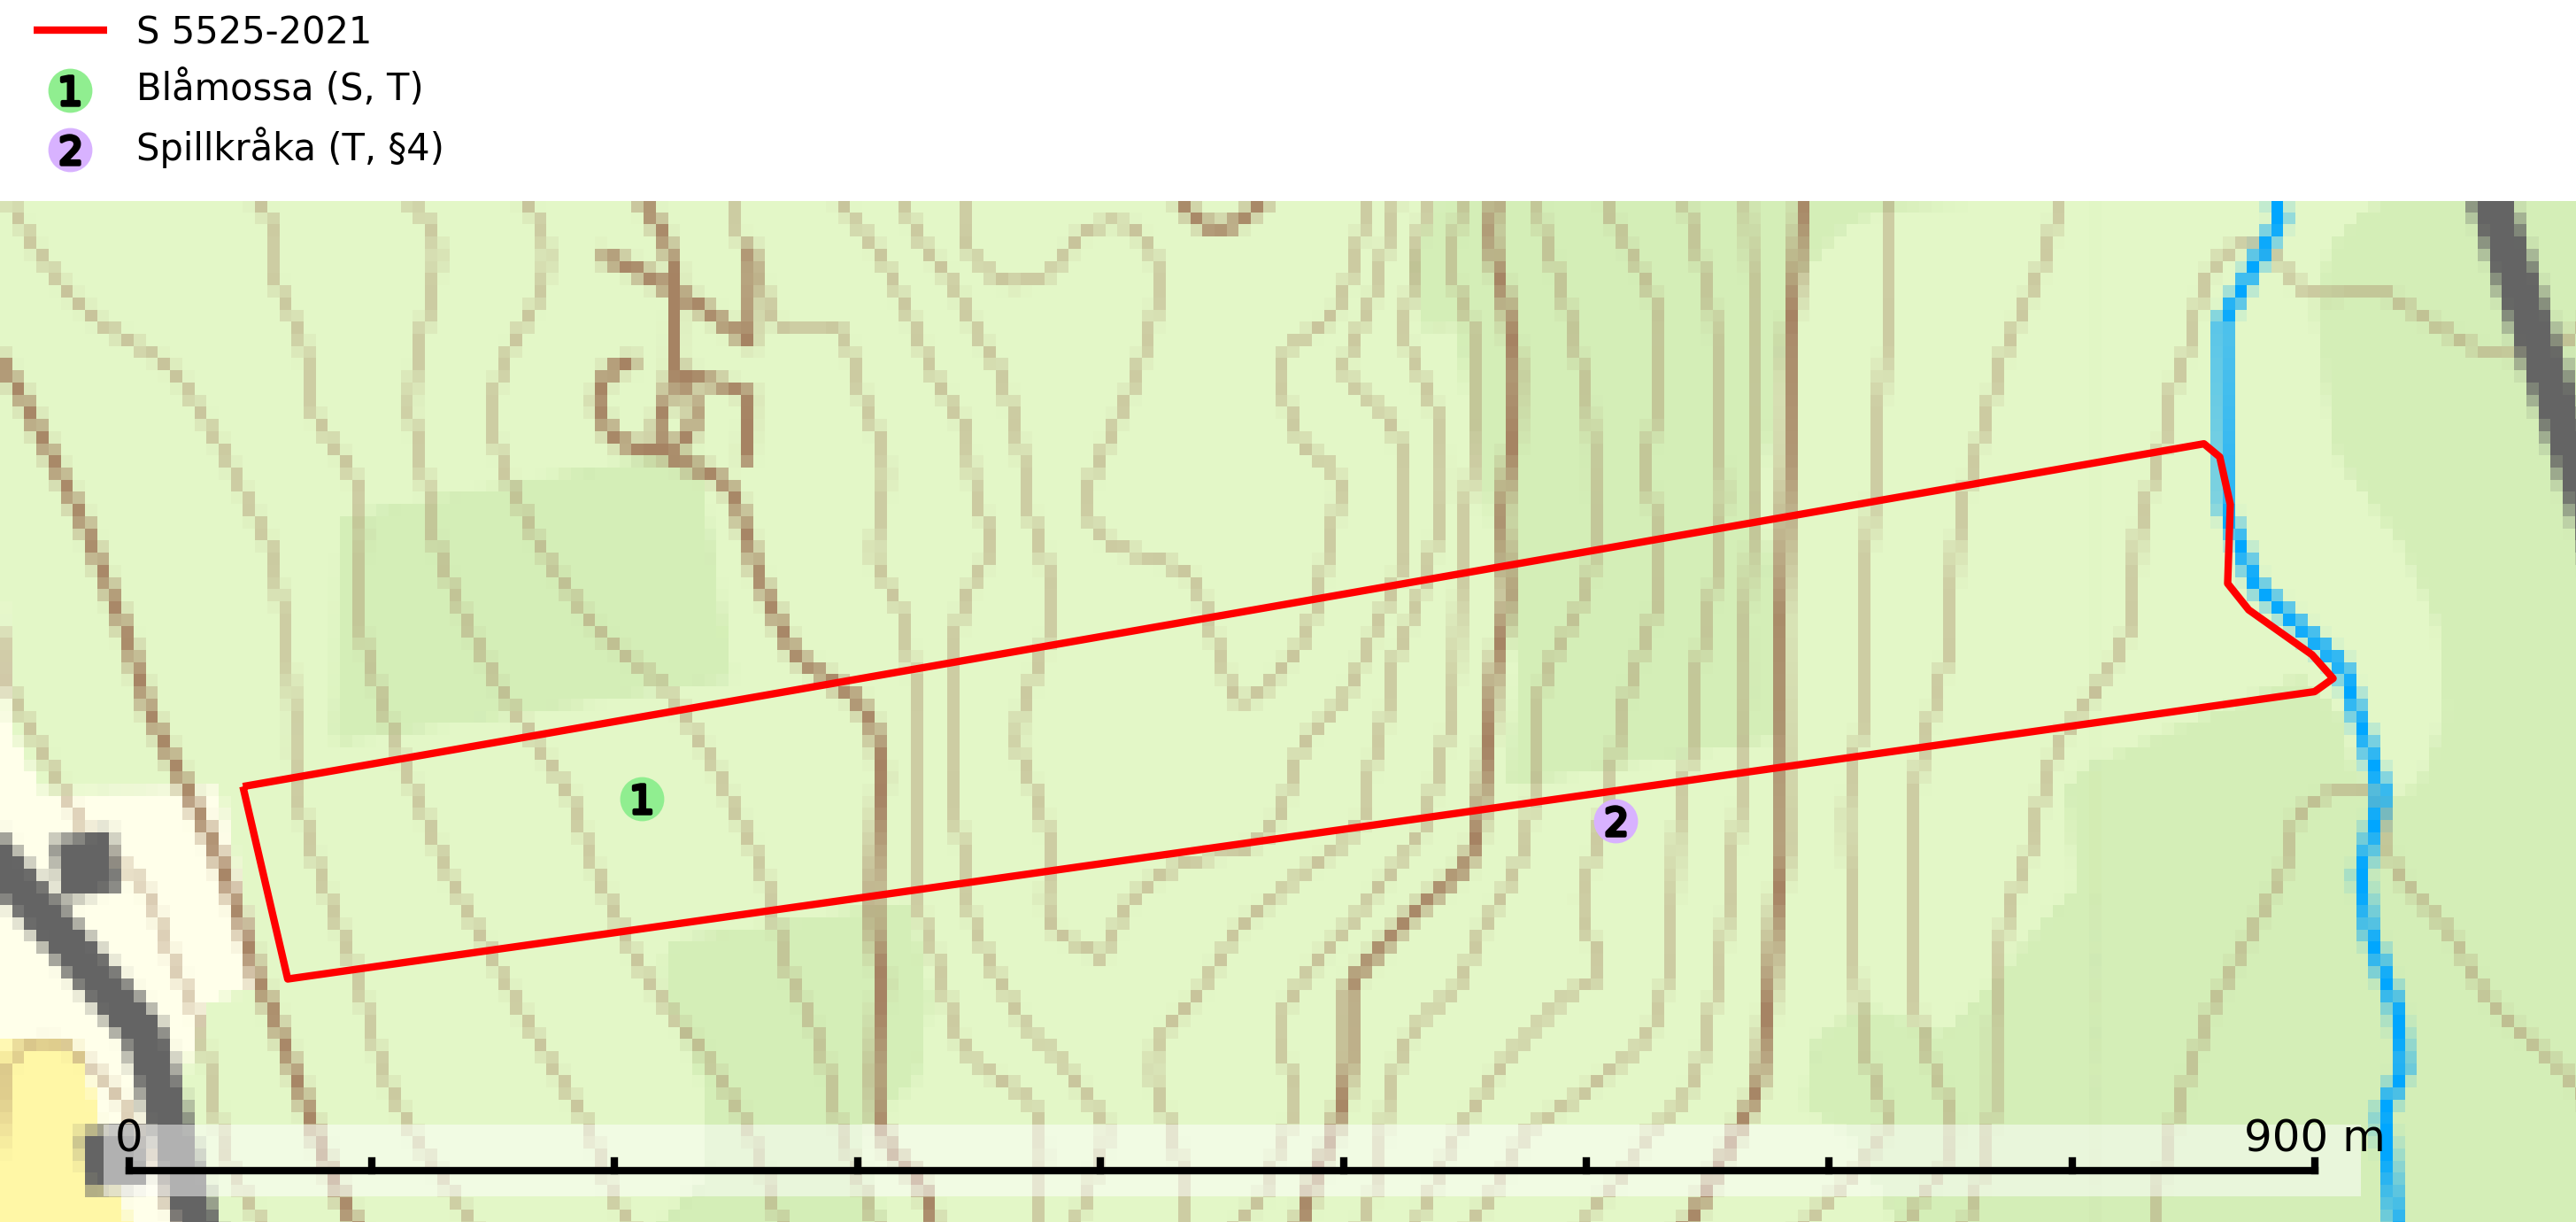 S 5525-2021
1 Blåmossa (S, T)
2 Spillkråka (T, §4)
1
2
0 900 m